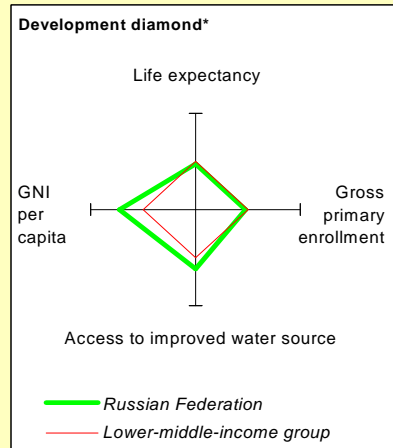 Development diamond*
Life expectancy
GNI
per
capita
Gross
primary
enrollment
Access to improved water source
Russian Federation
Lower-middle-income group